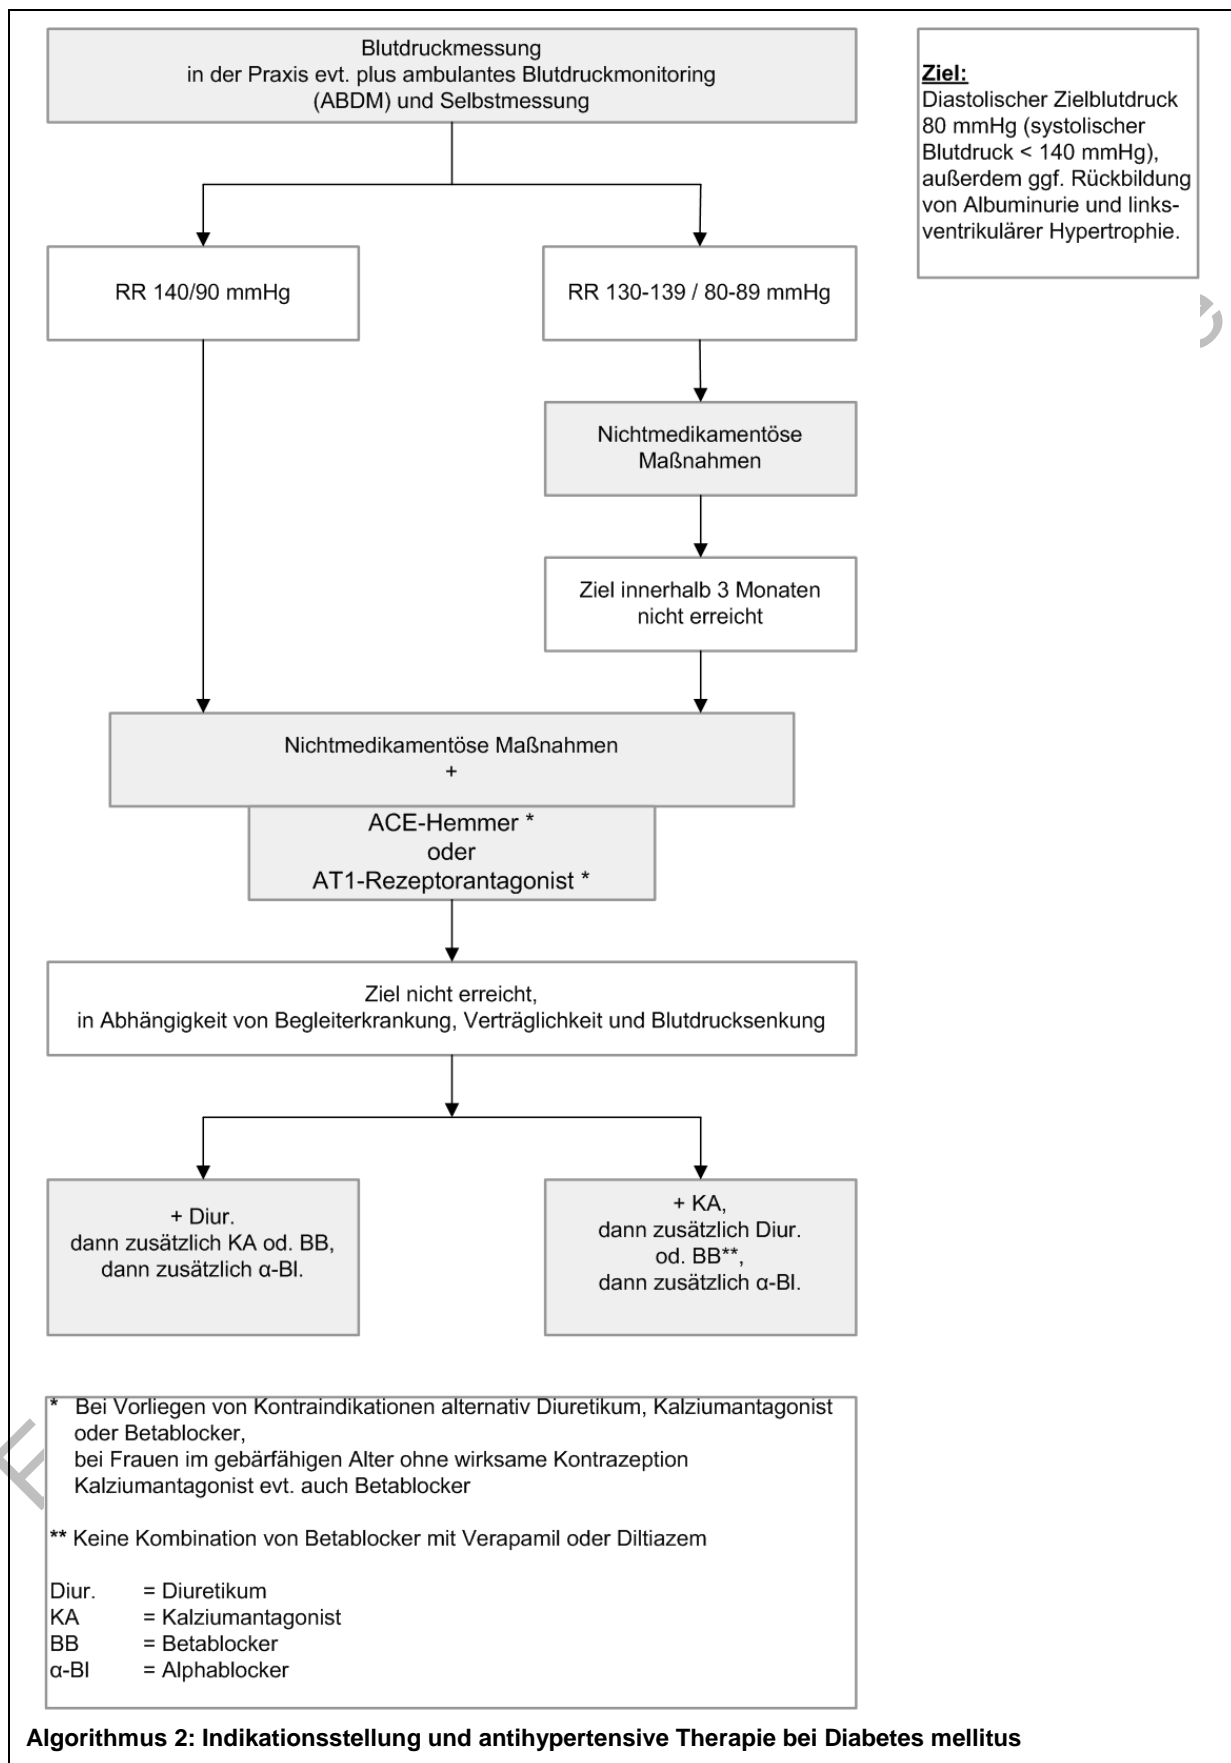 Blutdruckmessung
in der Praxis evt. plus ambulantes Blutdruckmonitoring
(ABDM) und Selbstmessung
Ziel:
Diastolischer Zielblutdruck
80 mmHg (systolischer
Blutdruck < 140 mmHg),
außerdem ggf. Rückbildung
von Albuminurie und links-
ventrikulärer Hypertrophie.
RR 140/90 mmHg
RR 130-139 / 80-89 mmHg
Nichtmedikamentöse
Maßnahmen
Ziel innerhalb 3 Monaten
nicht erreicht
Nichtmedikamentöse Maßnahmen
+
ACE-Hemmer *
oder
AT1-Rezeptorantagonist *
Ziel nicht erreicht,
in Abhängigkeit von Begleiterkrankung, Verträglichkeit und Blutdrucksenkung
+ Diur.
dann zusätzlich KA od. BB,
dann zusätzlich α-Bl.
+ KA,
dann zusätzlich Diur.
od. BB**,
dann zusätzlich α-Bl.
* Bei Vorliegen von Kontraindikationen alternativ Diuretikum, Kalziumantagonist
oder Betablocker,
bei Frauen im gebärfähigen Alter ohne wirksame Kontrazeption
Kalziumantagonist evt. auch Betablocker
** Keine Kombination von Betablocker mit Verapamil oder Diltiazem
Diur. = Diuretikum
KA = Kalziumantagonist
BB = Betablocker
α-Bl = Alphablocker
Algorithmus 2: Indikationsstellung und antihypertensive Therapie bei Diabetes mellitus